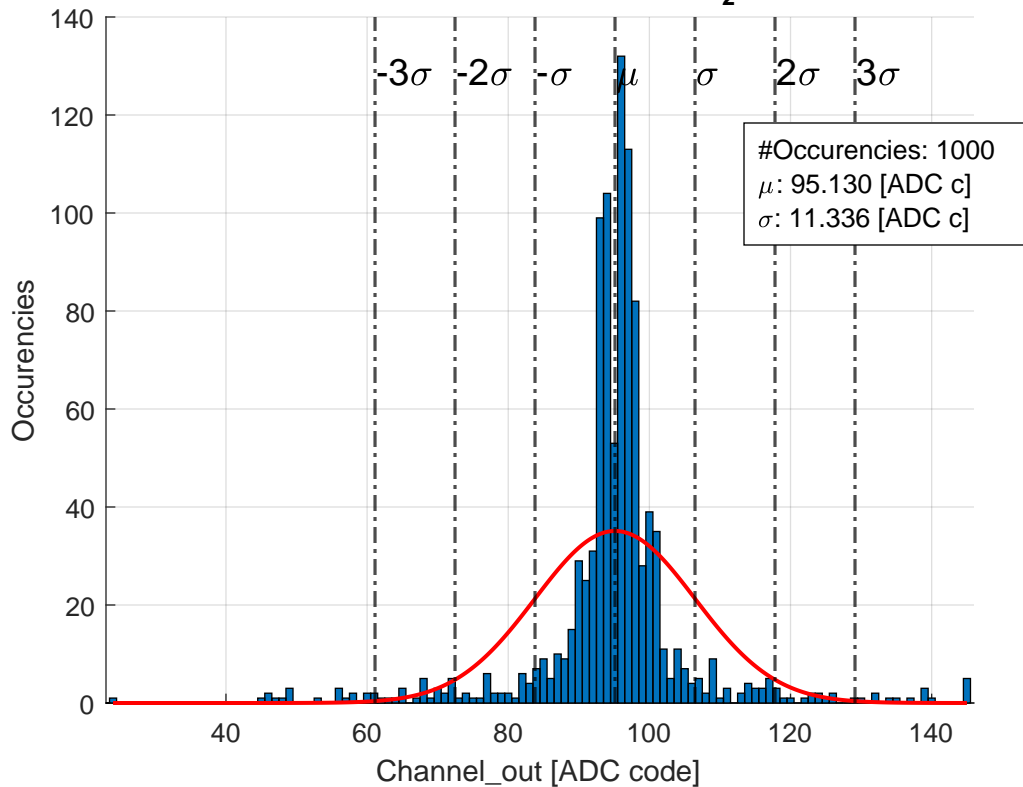 2
140
120
100
80
60
40
20
0
-3σ -2σ -σ μ σ 2σ 3σ
#Occurencies: 1000
μ: 95.130 [ADC c]
σ: 11.336 [ADC c]
Occurencies
40 60 80 100 120 140
Channel_out [ADC code]